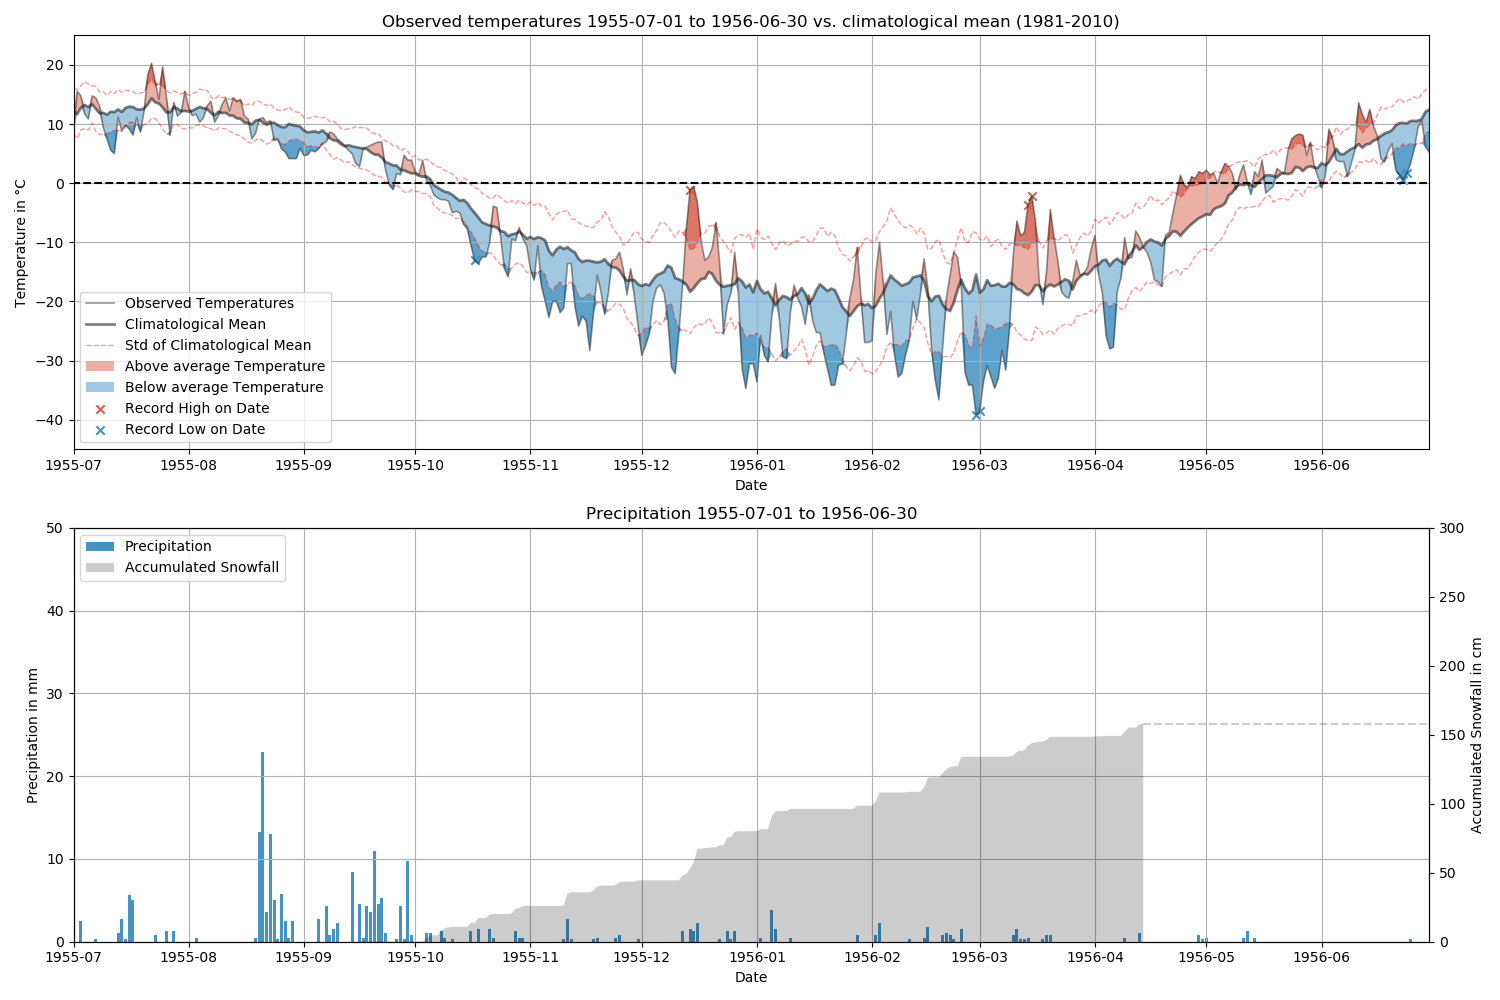 Observed temperatures 1955-07-01 to 1956-06-30 vs. climatological mean (1981-2010)
Temperature in °C
20
10
0
−10
−20
−30
−40
Observed Temperatures
Climatological Mean
Std of Climatological Mean
Above average Temperature
Below average Temperature
Record High on Date
Record Low on Date
1955-07 1955-08 1955-09 1955-10 1955-11 1955-12 1956-01 1956-02 1956-03 1956-04 1956-05 1956-06
Date
Precipitation 1955-07-01 to 1956-06-30
Precipitation in mm
50
40
30
20
10
0
Precipitation
Accumulated Snowfall
300
250
200
150
100
50
0
Accumulated Snowfall in cm
1955-07 1955-08 1955-09 1955-10 1955-11 1955-12 1956-01 1956-02 1956-03 1956-04 1956-05 1956-06
Date